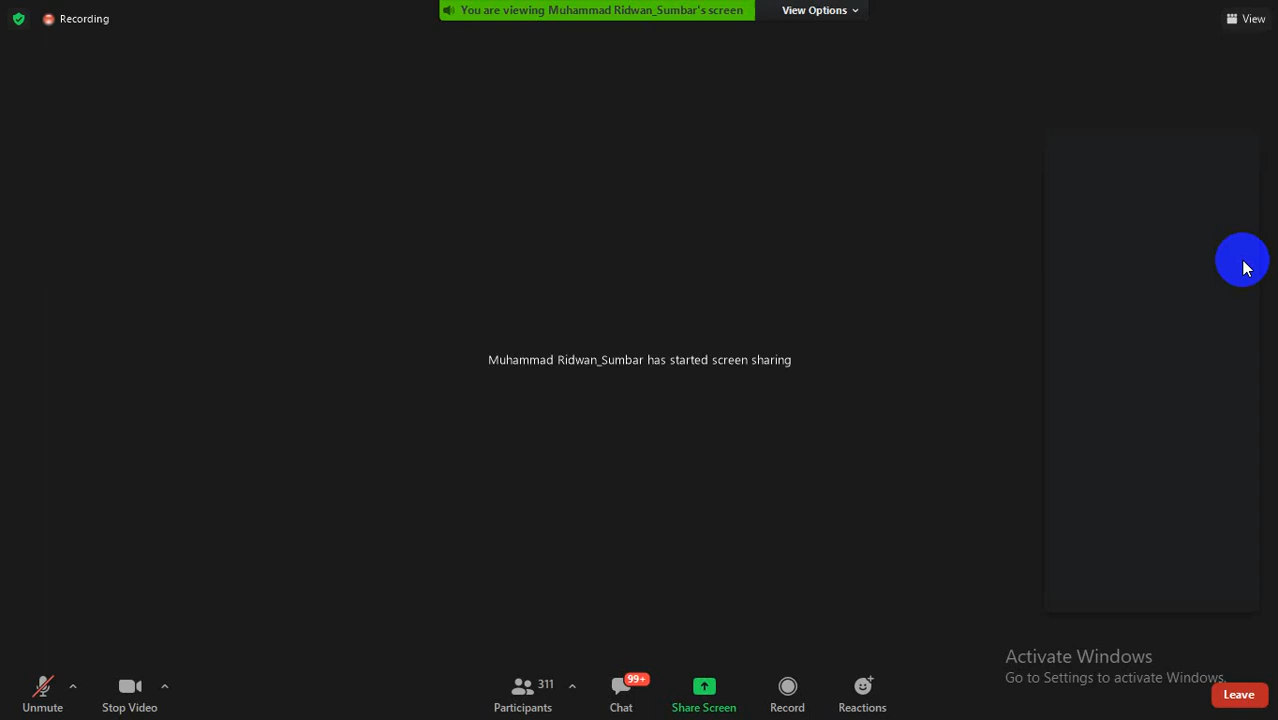 Recording
You are viewing Muhammad Ridwan_Sumbar's screen
View Options
View
Muhammad Ridwan_Sumbar has started screen sharing
Activate Windows
Go to Settings to activate Windows.
Unmute
Stop Video
311
Participants
99+
Chat
Share Screen
Record
Reactions
Leave